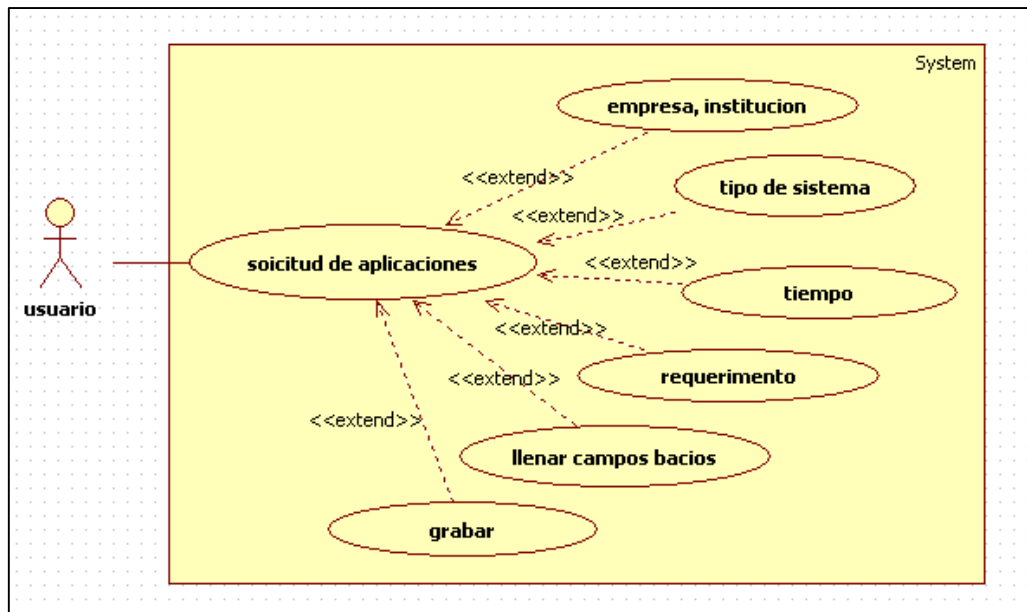 System
empresa, institucion
<<extend>>
tipo de sistema
<<extend>>
soicitud de aplicaciones
<<extend>>
tiempo
usuario
<<extend>>
requerimento
<<extend>>
llenar campos bacios
<<extend>>
grabar